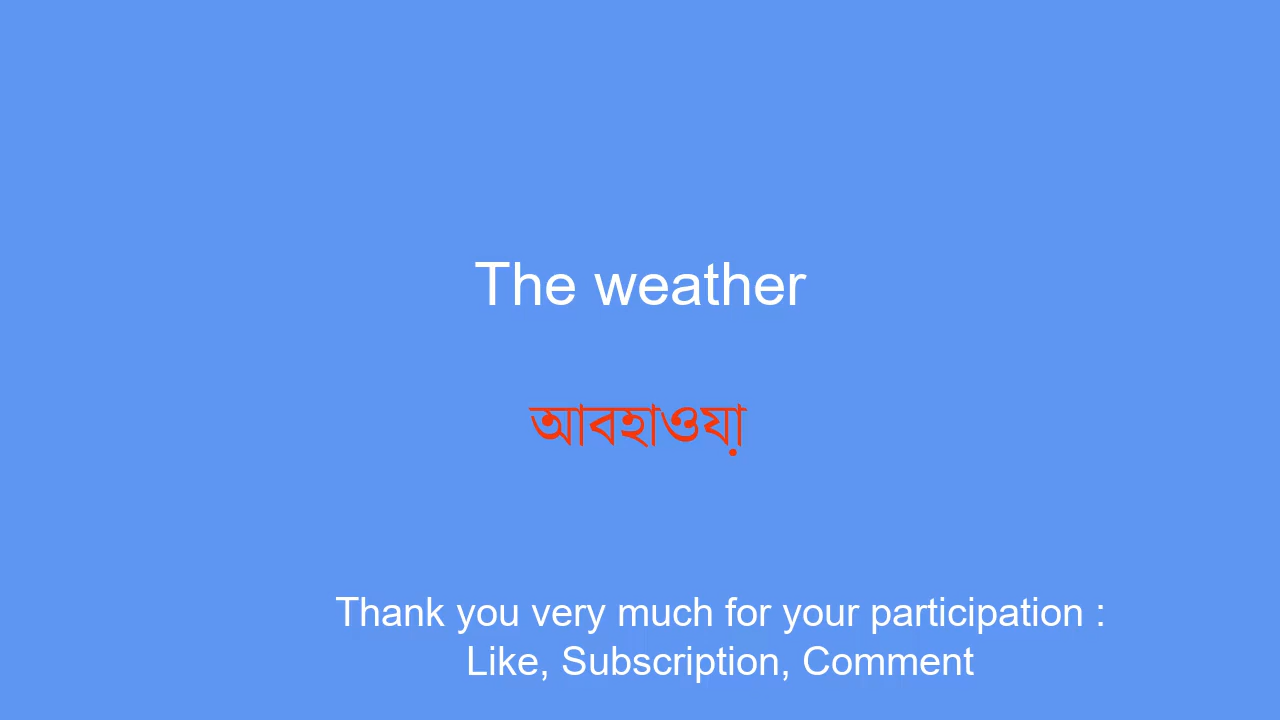 The weather
আবহাওয়া
Thank you very much for your participation :
Like, Subscription, Comment